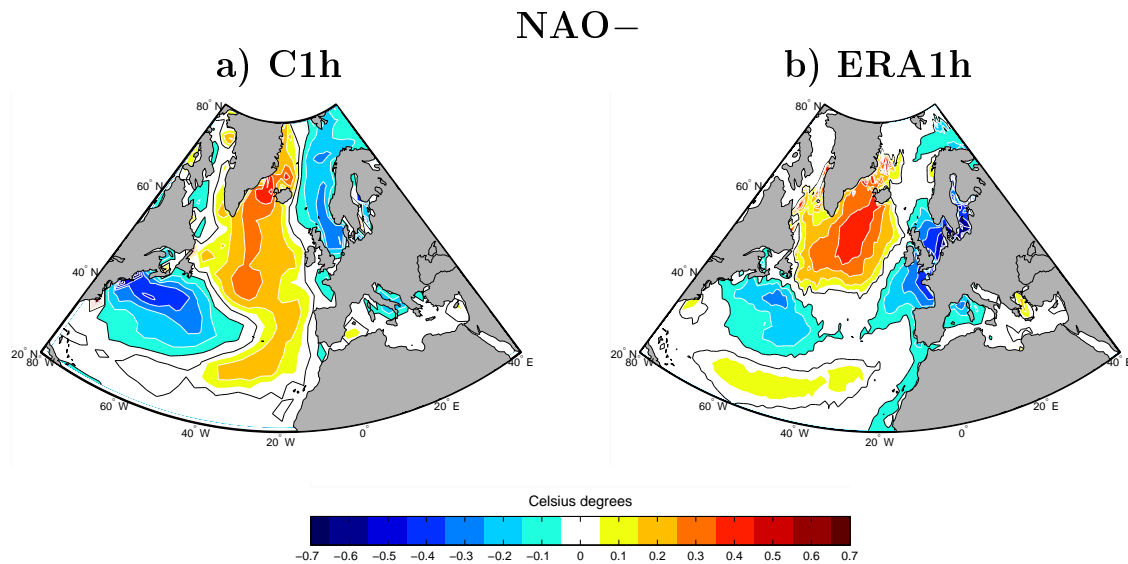 NAO−
a) C1h
b) ERA1h
80° N
60° N
40° N
20° N
80° W
60° W
40° W
20° W
0°
20° E
40° E
80° N
60° N
40° N
20° N
80° W
60° W
40° W
20° W
0°
20° E
40° E
Celsius degrees
−0.7 −0.6 −0.5 −0.4 −0.3 −0.2 −0.1 0 0.1 0.2 0.3 0.4 0.5 0.6 0.7